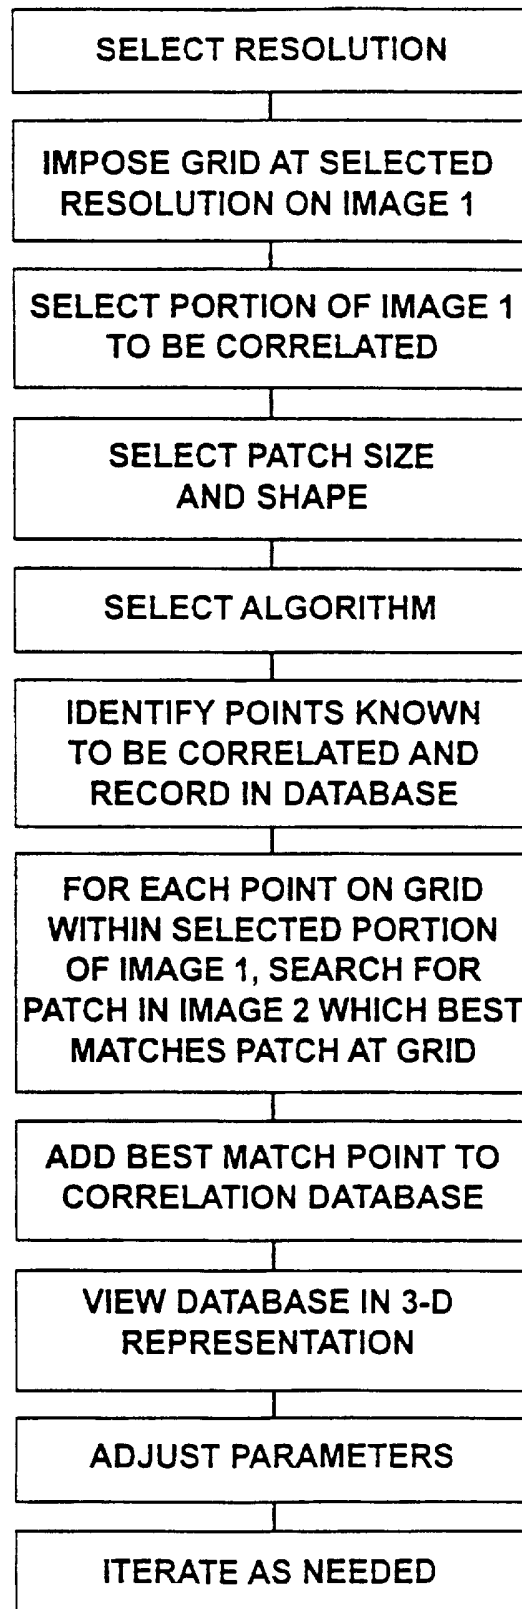 SELECT RESOLUTION
IMPOSE GRID AT SELECTED
RESOLUTION ON IMAGE 1
SELECT PORTION OF IMAGE 1
TO BE CORRELATED
SELECT PATCH SIZE
AND SHAPE
SELECT ALGORITHM
IDENTIFY POINTS KNOWN
TO BE CORRELATED AND
RECORD IN DATABASE
FOR EACH POINT ON GRID
WITHIN SELECTED PORTION
OF IMAGE 1, SEARCH FOR
PATCH IN IMAGE 2 WHICH BEST
MATCHES PATCH AT GRID
ADD BEST MATCH POINT TO
CORRELATION DATABASE
VIEW DATABASE IN 3-D
REPRESENTATION
ADJUST PARAMETERS
ITERATE AS NEEDED